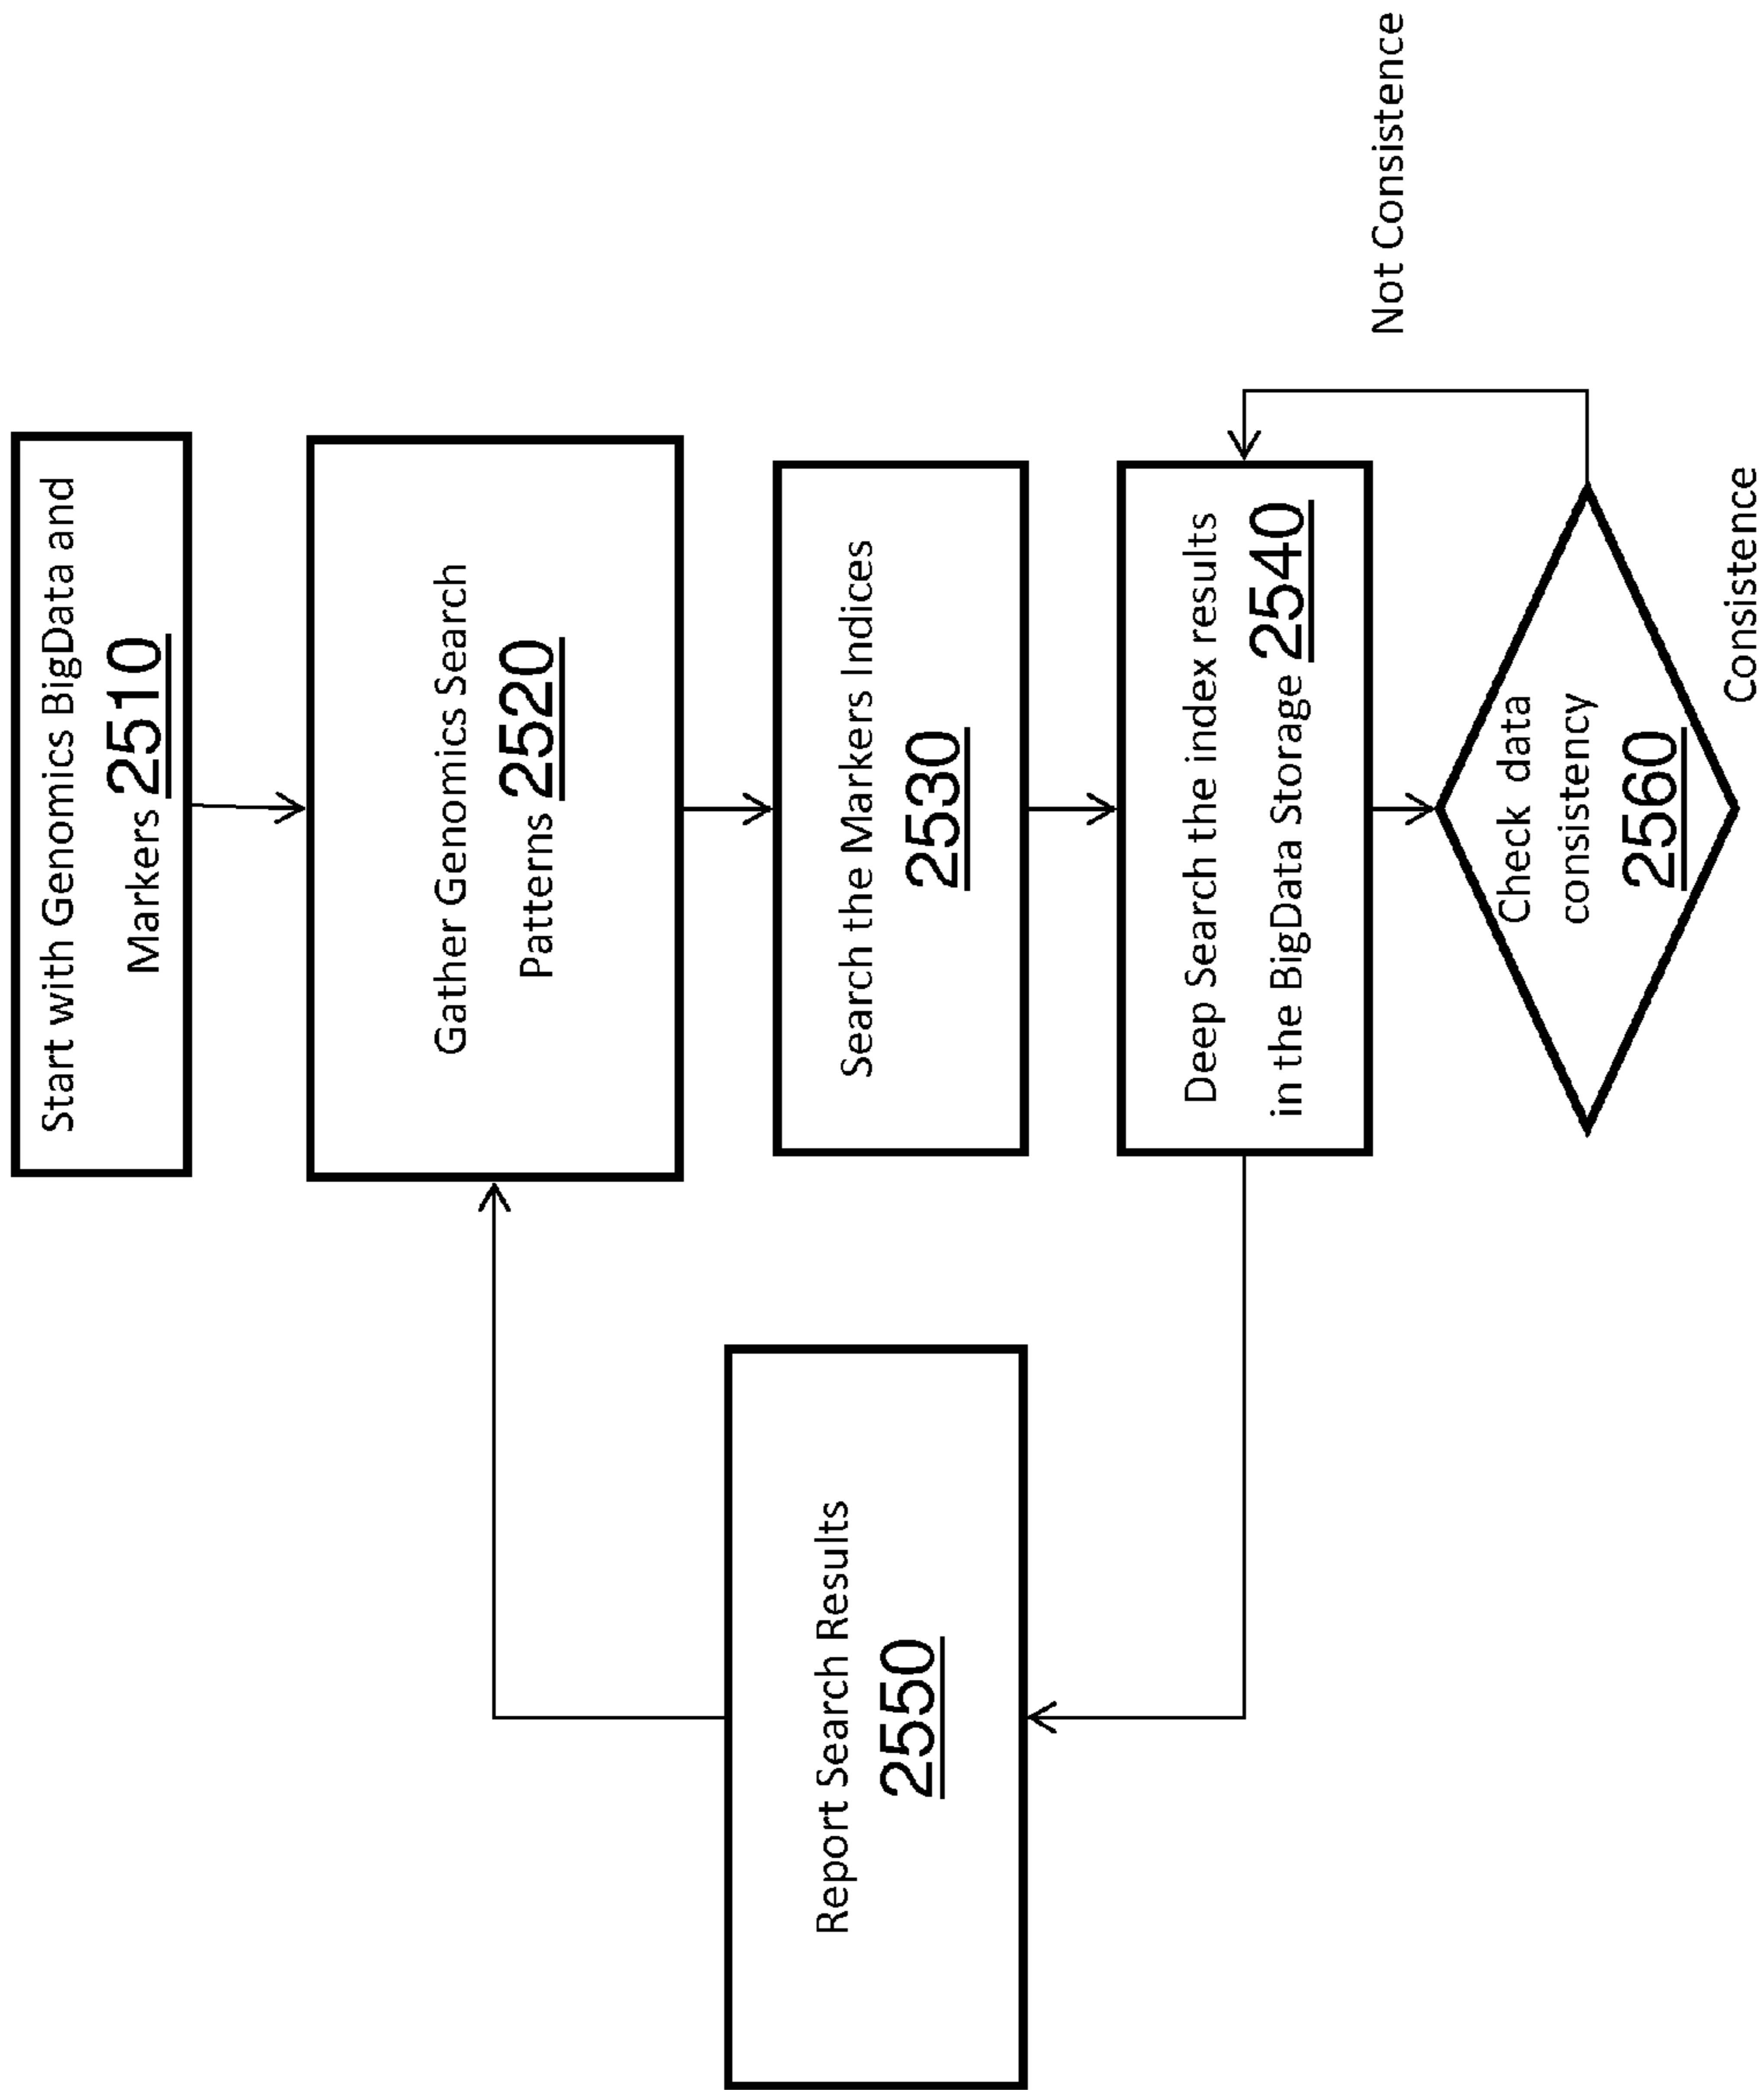 Start with Genomics BigData and
Markers 2510
Gather Genomics Search
Patterns 2520
Search the Markers Indices
2530
Deep Search the index results
in the BigData Storage 2540
Check data
consistency
2560
Not Consistence
Consistence
Report Search Results
2550